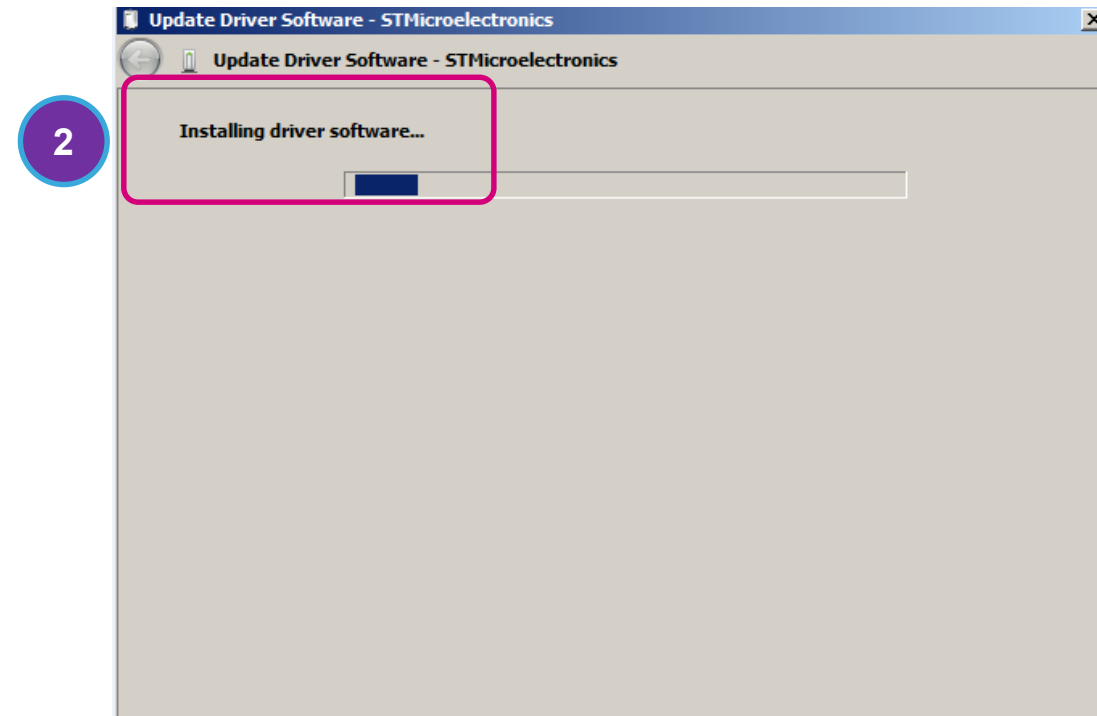 Update Driver Software - STMicroelectronics
Update Driver Software - STMicroelectronics
2
Installing driver software...